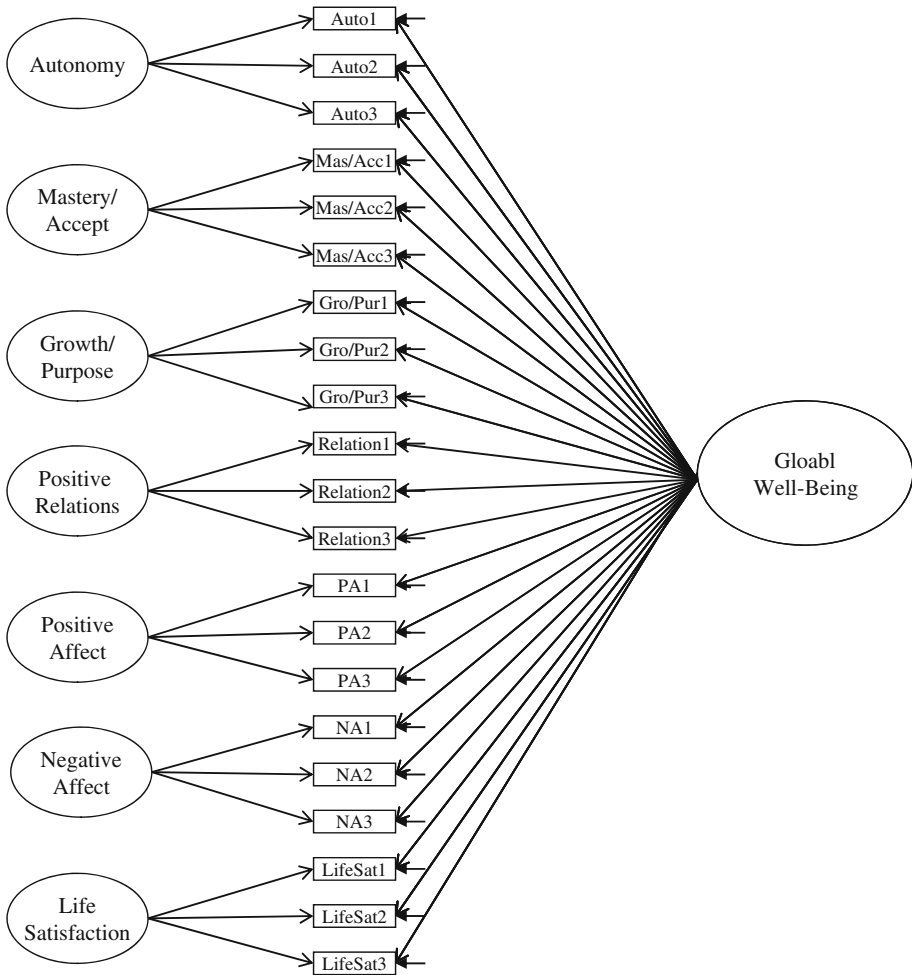 Autonomy
Mastery/
Accept
Growth/
Purpose
Positive
Relations
Positive
Affect
Negative
Affect
Life
Satisfaction
Auto1
Auto2
Auto3
Mas/Acc1
Mas/Acc2
Mas/Acc3
Gro/Pur1
Gro/Pur2
Gro/Pur3
Relation1
Relation2
Relation3
PA1
PA2
PA3
NA1
NA2
NA3
LifeSat1
LifeSat2
LifeSat3
Gloabl
Well-Being